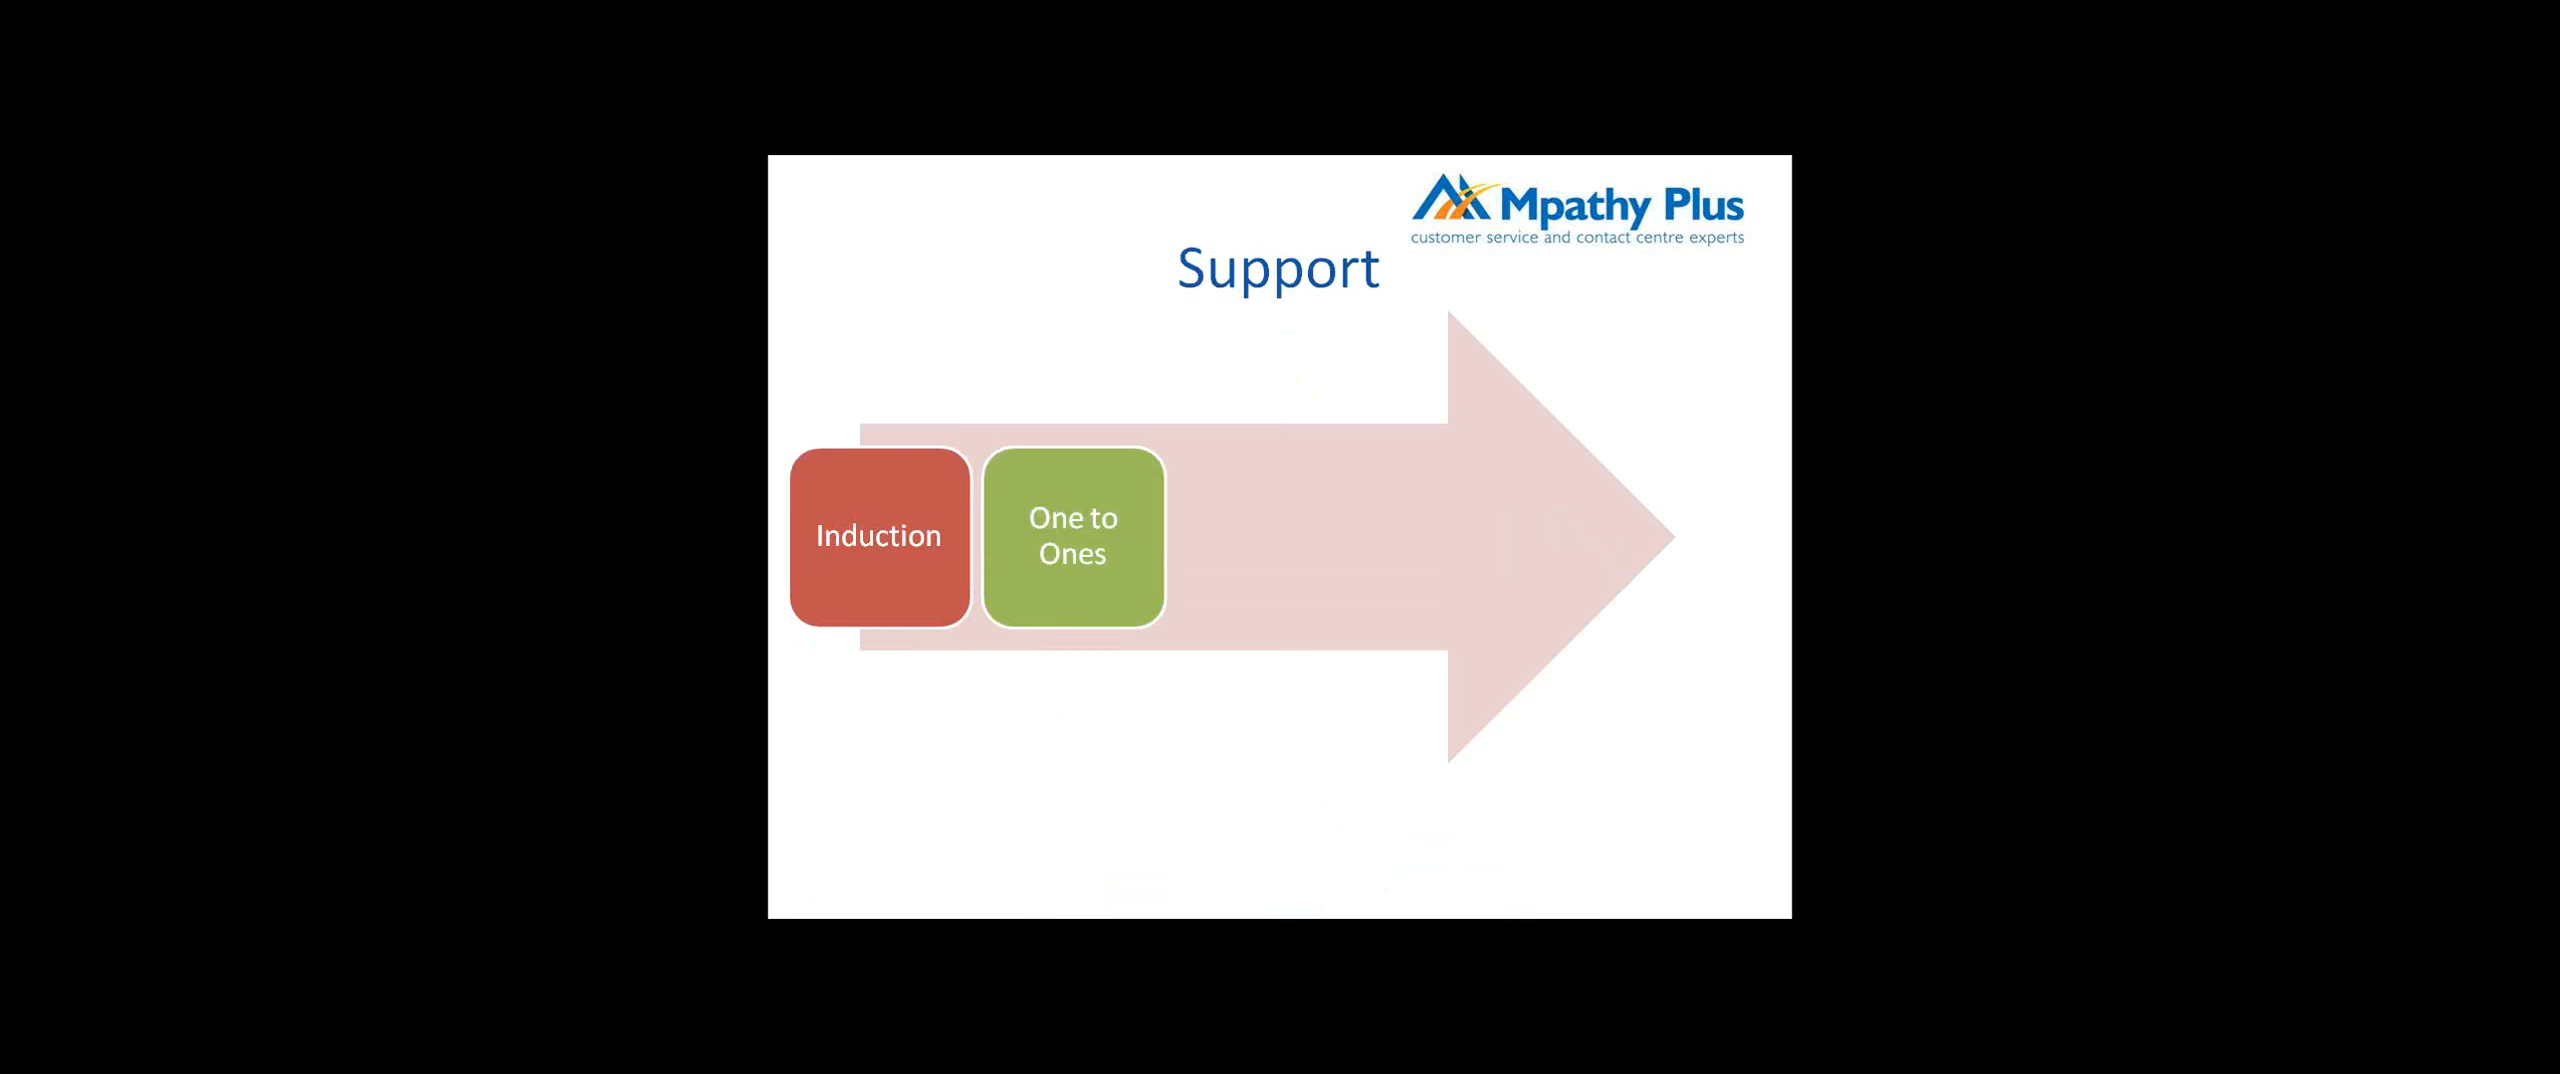 Mpathy Plus
customer service and contact centre experts
Support
Induction
One to
Ones